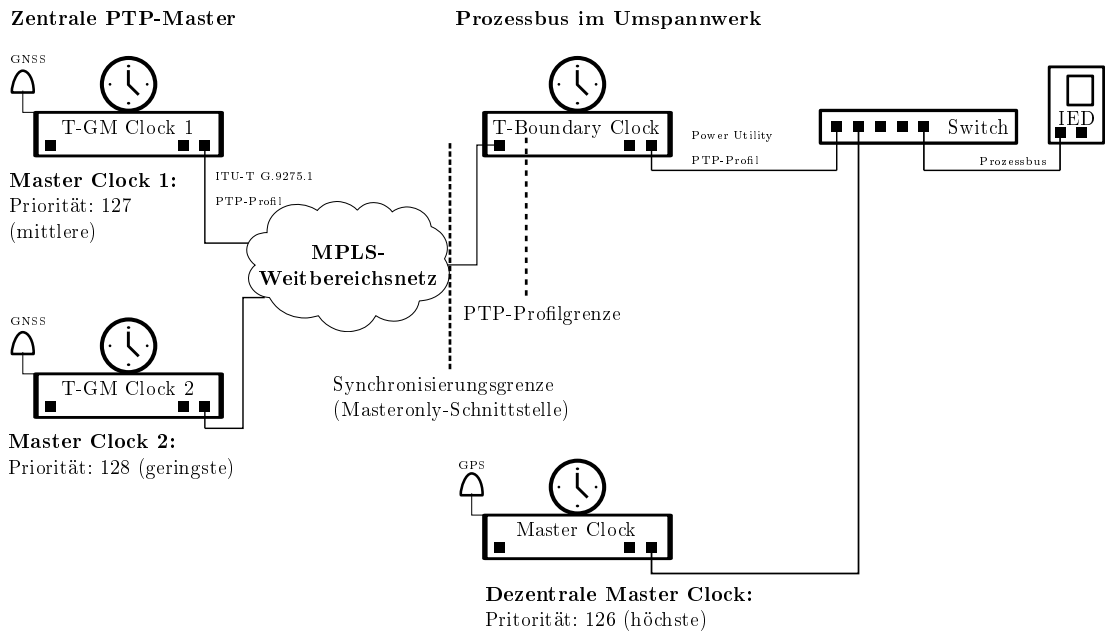 Zentrale PTP-Master
Prozessbus im Umspannwerk
GNSS
T-GM Clock 1
T-Boundary Clock
Switch
IED
Power Utility
PTP-Profil
Prozessbus
Master Clock 1:
Priorität: 127
(mittlere)
ITU-T G.9275.1
PTP-Profil
MPLS-
Weitbereichsnetz
PTP-Profilgrenze
GNSS
T-GM Clock 2
Synchronisierungsgrenze
(Masteronly-Schnittstelle)
Master Clock 2:
Priorität: 128 (geringste)
GPS
Master Clock
Dezentrale Master Clock:
Pritorität: 126 (höchste)